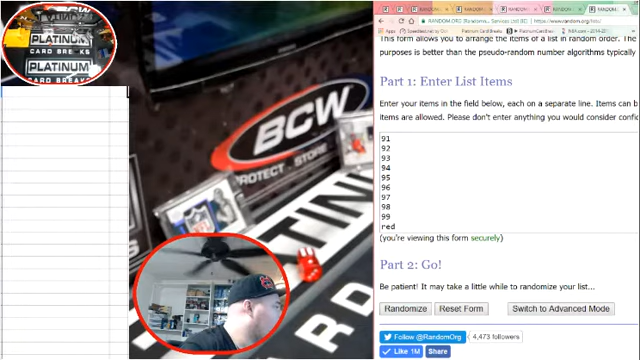 PLATINUM
CARD BREAKS
PLATINUM
CARD BREAKS
BCW
PROTECT · STORE
NFL
RANDOM.ORG
https://www.random.org/lists/
Apps
This form allows you to arrange the items of a list in random order. The
purposes is better than the pseudo-random number algorithms typically
Part 1: Enter List Items
Enter your items in the field below, each on a separate line. Items can b
items are allowed. Please don't enter anything you would consider confid
91
92
93
94
95
96
97
98
99
red
(you're viewing this form securely)
Part 2: Go!
Be patient! It may take a little while to randomize your list...
Randomize
Reset Form
Switch to Advanced Mode
Follow @RandomOrg
4,473 followers
Like 1M
Share